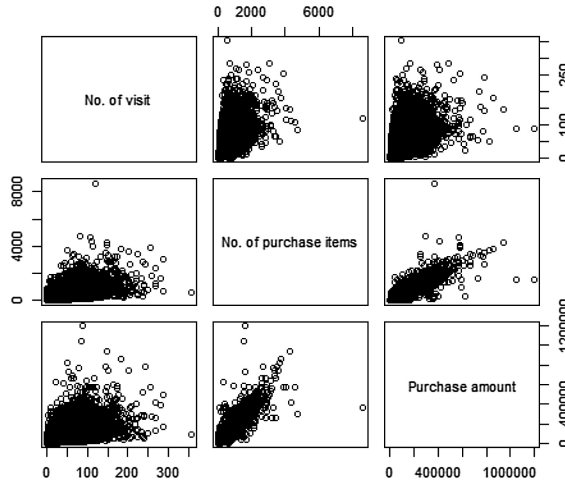 0 2000 6000
No. of visit
0 100 250
0 4000 8000
No. of purchase items
Purchase amount
0 400000 1200000
0 100 200 300
0 400000 1000000